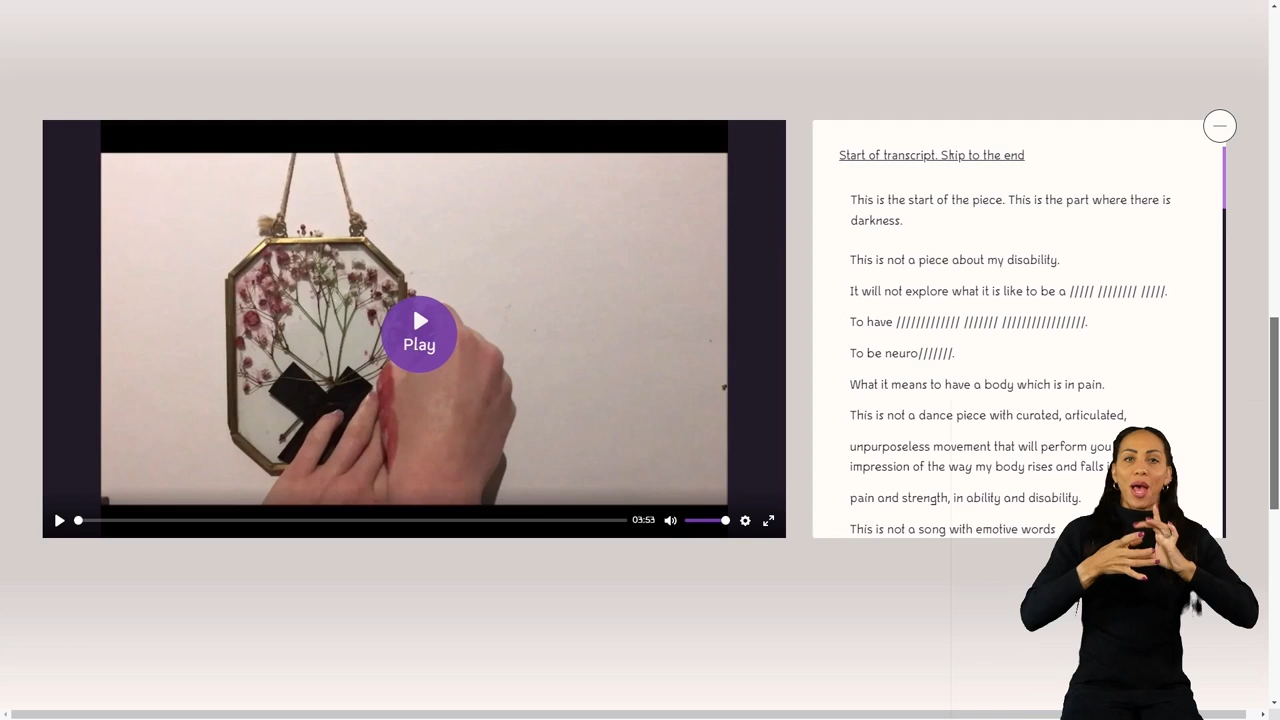 Start of transcript. Skip to the end
This is the start of the piece. This is the part where there is
darkness.
This is not a piece about my disability.
It will not explore what it is like to be a ///// //////// /////.
To have ///////////// /////// /////////////////.
To be neuro///////.
What it means to have a body which is in pain.
This is not a dance piece with curated, articulated,
unpurposeless movement that will perform you
impression of the way my body rises and falls
pain and strength, in ability and disability.
This is not a song with emotive words
Play
03:53